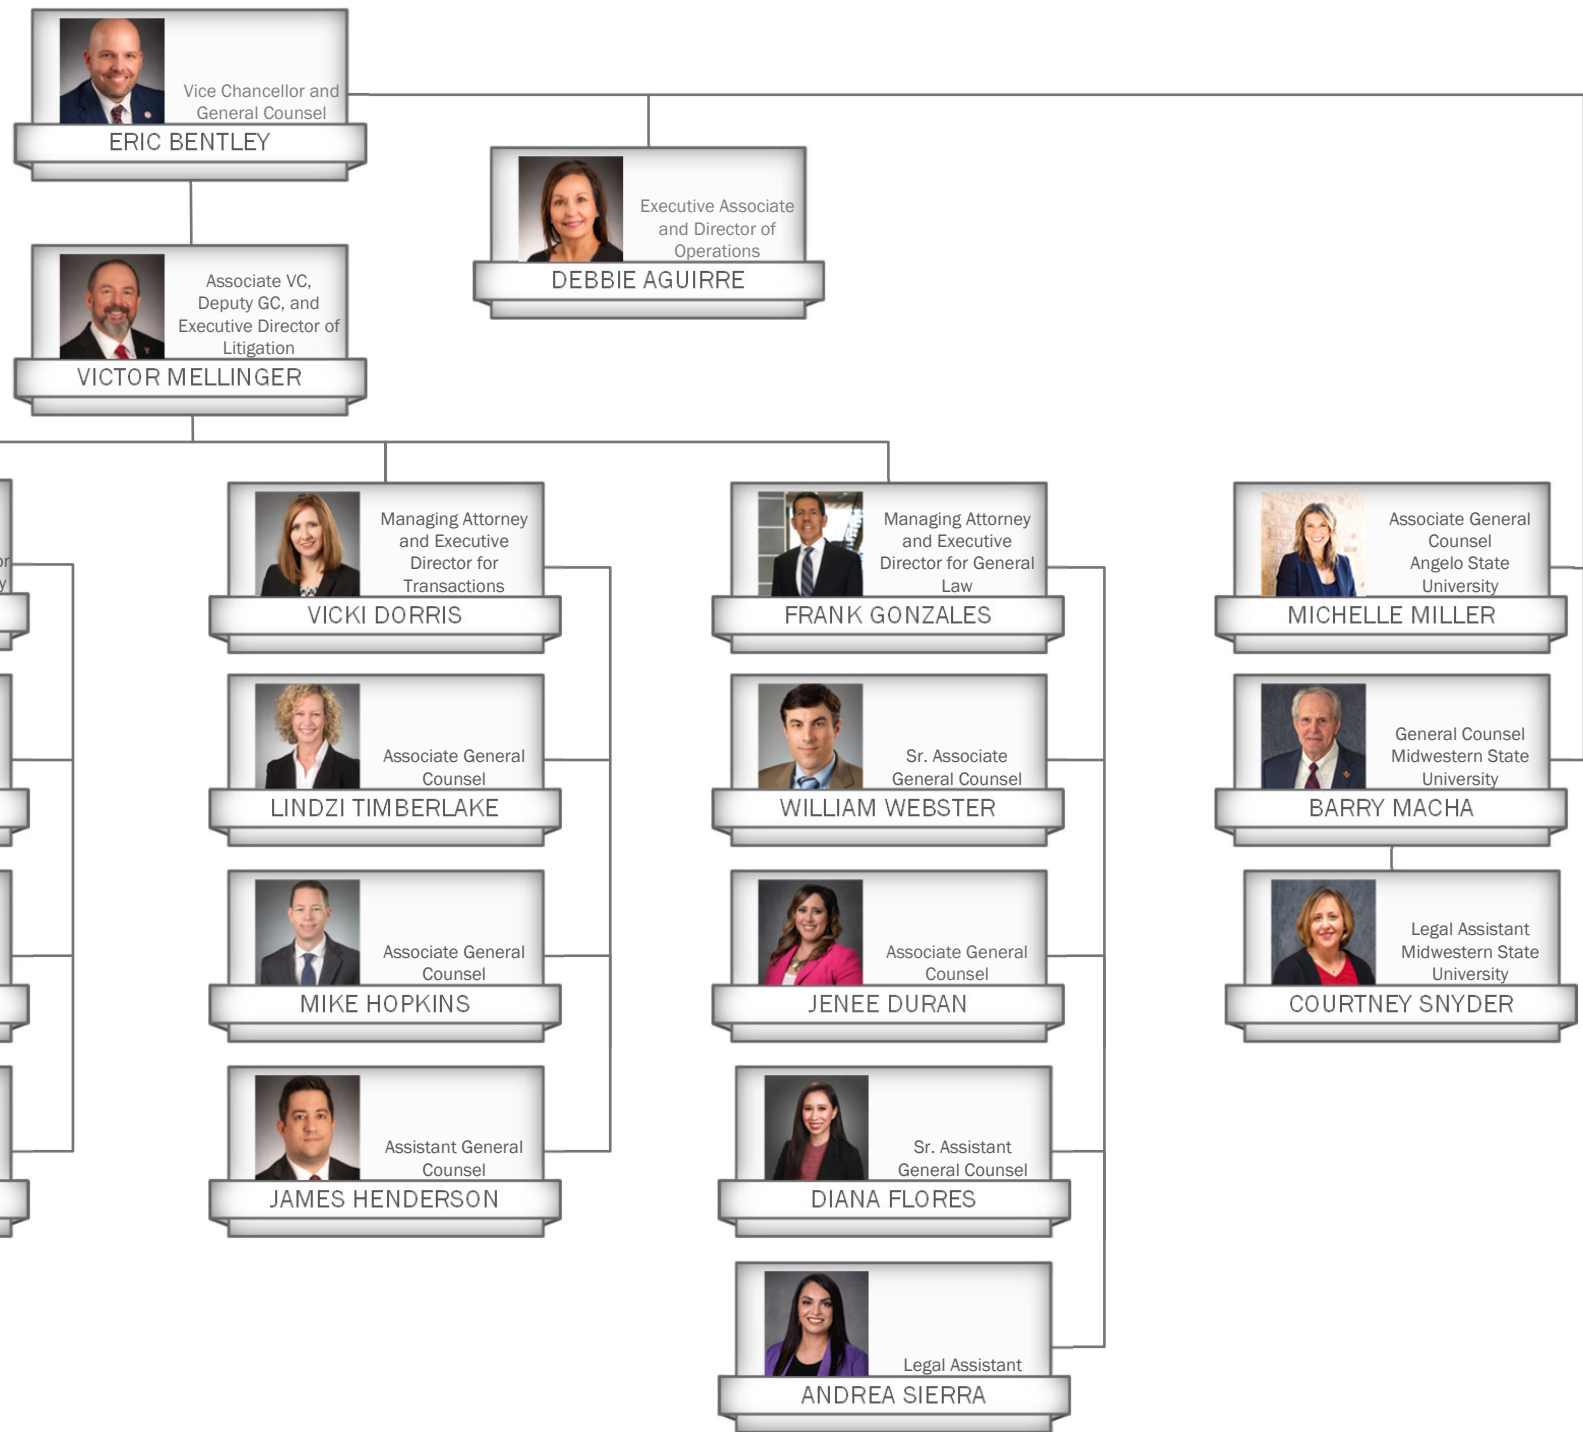 Vice Chancellor and
General Counsel
ERIC BENTLEY
Executive Associate
and Director of
Operations
DEBBIE AGUIRRE
Associate VC,
Deputy GC, and
Executive Director of
Litigation
VICTOR MELLINGER
Managing Attorney
and Executive
Director for
Transactions
VICKI DORRIS
Associate General
Counsel
LINDZI TIMBERLAKE
Associate General
Counsel
MIKE HOPKINS
Assistant General
Counsel
JAMES HENDERSON
Managing Attorney
and Executive
Director for General
Law
FRANK GONZALES
Sr. Associate
General Counsel
WILLIAM WEBSTER
Associate General
Counsel
JENEE DURAN
Sr. Assistant
General Counsel
DIANA FLORES
Legal Assistant
ANDREA SIERRA
Associate General
Counsel
Angelo State
University
MICHELLE MILLER
General Counsel
Midwestern State
University
BARRY MACHA
Legal Assistant
Midwestern State
University
COURTNEY SNYDER